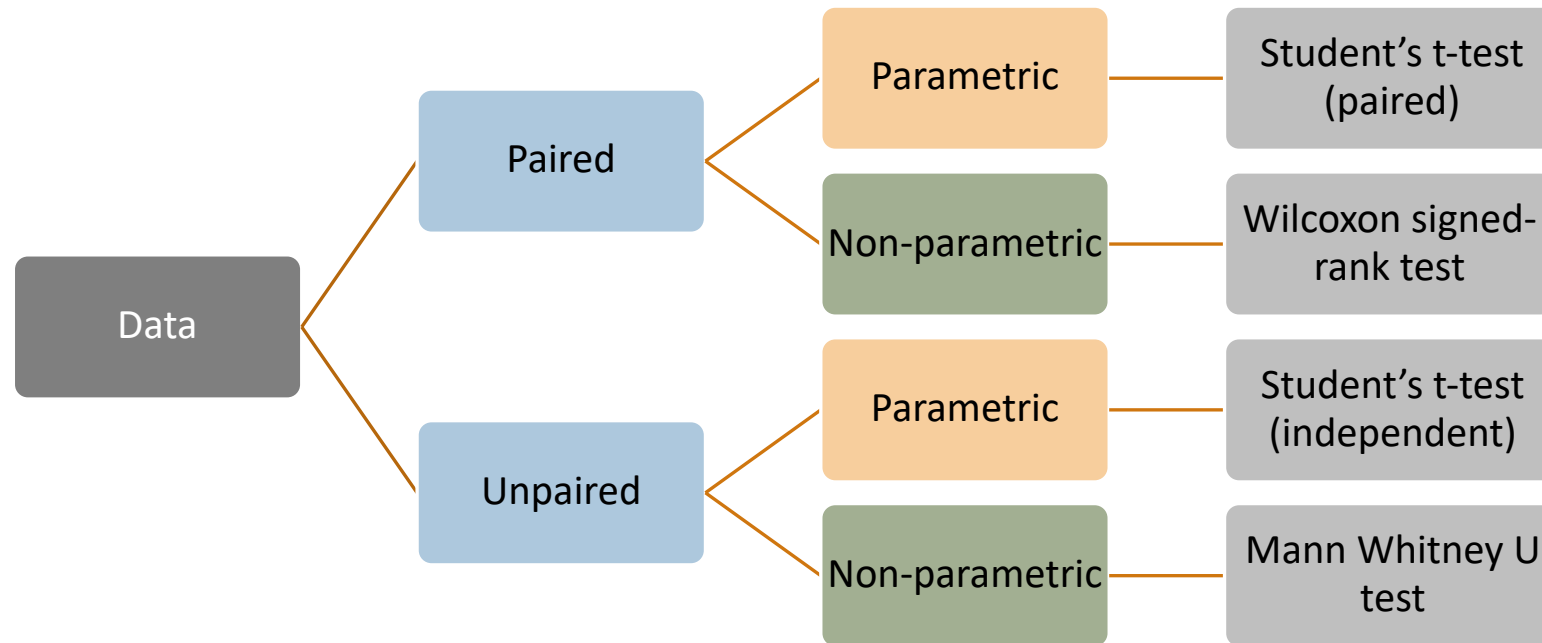 Data
Paired
Parametric
Student’s t-test
(paired)
Non-parametric
Wilcoxon signed-
rank test
Unpaired
Parametric
Student’s t-test
(independent)
Non-parametric
Mann Whitney U
test